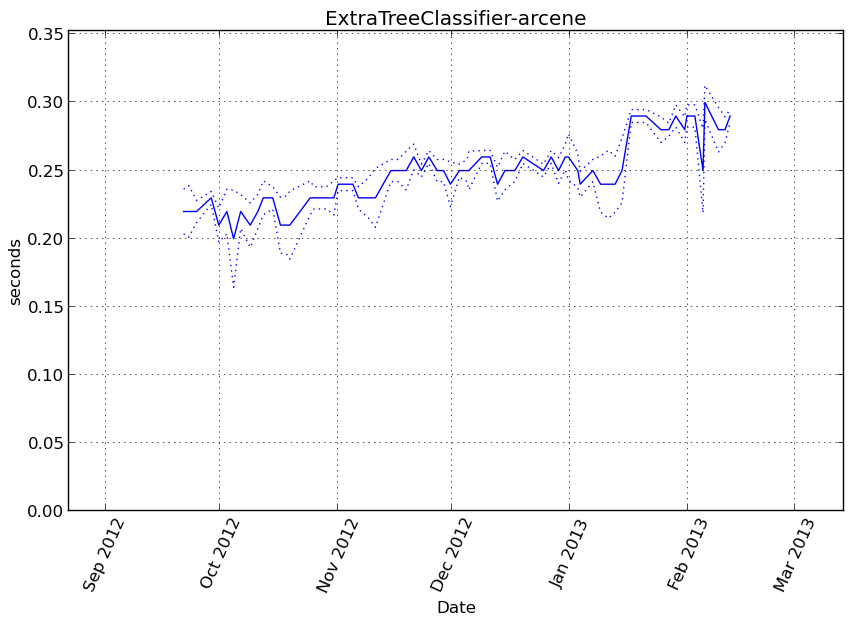 ExtraTreeClassifier-arcene
0.35
0.30
0.25
0.20
0.15
0.10
0.05
0.00
seconds
Sep 2012
Oct 2012
Nov 2012
Dec 2012
Jan 2013
Feb 2013
Mar 2013
Date